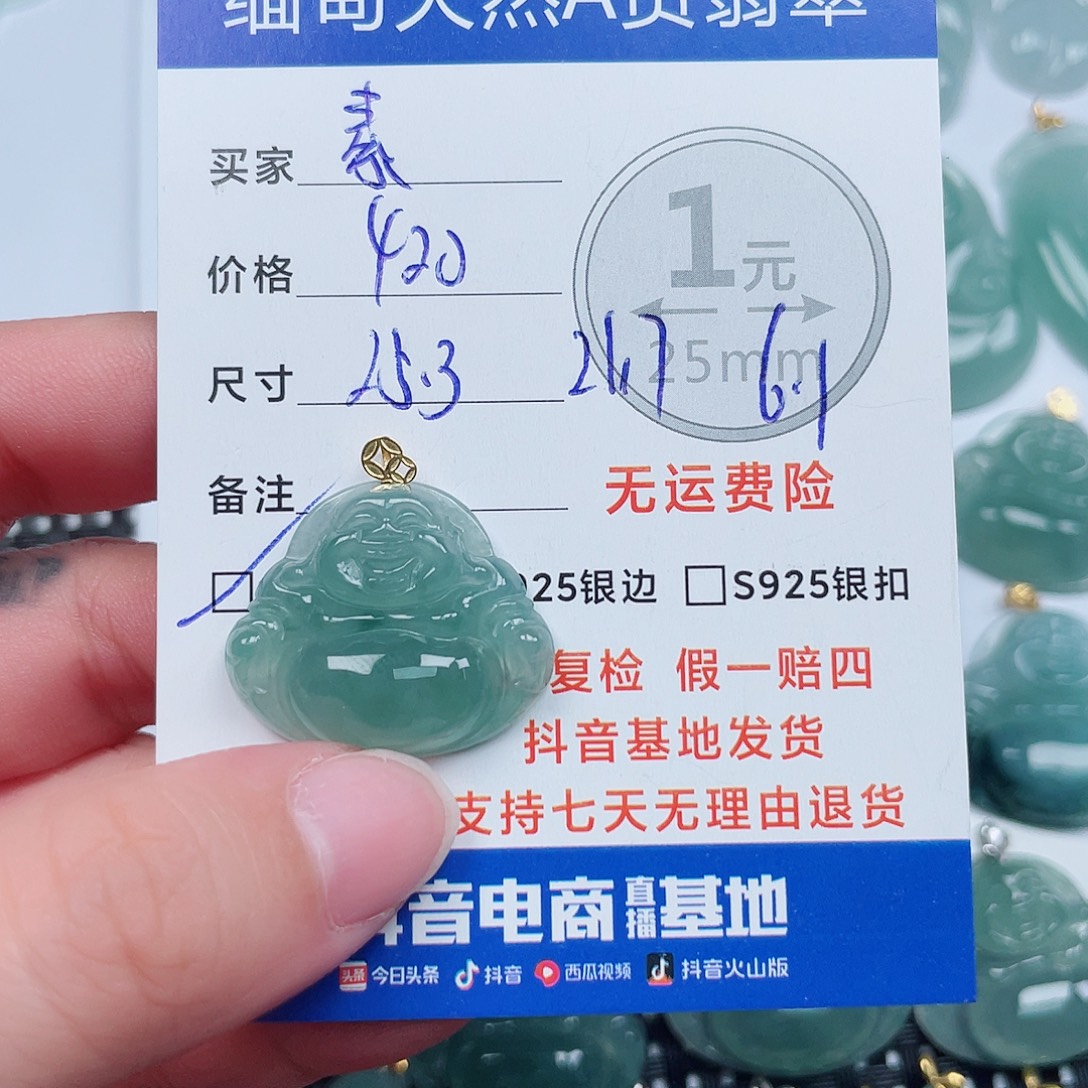 缅甸天然A货翡翠
买家 素
1元
价格 420
25mm
尺寸 25.3 21.7 6.1
备注
无运费险
925银边 S925银扣
复检 假一赔四
抖音基地发货
支持七天无理由退货
音电商直播基地
头条 今日头条 抖音 西瓜视频 抖音火山版